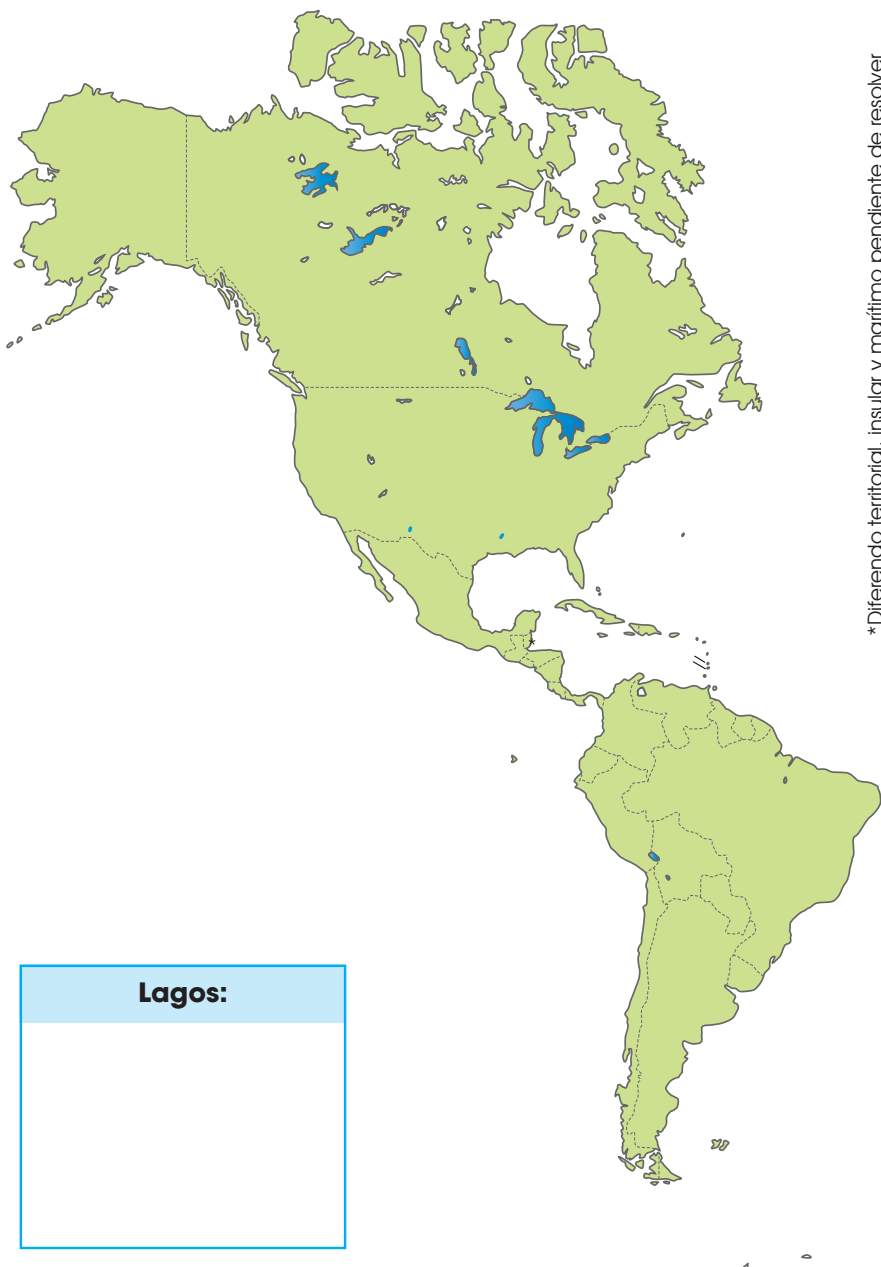 *Diferendo territorial, insular y marítimo pendiente de resolver
*
Lagos: